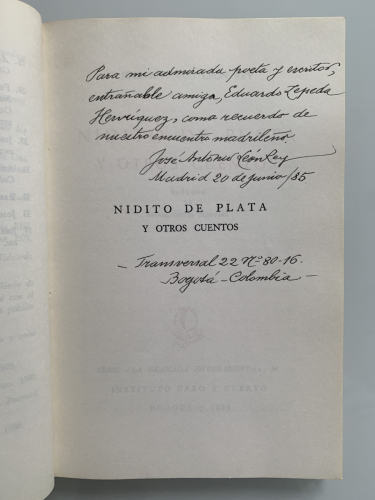 Para mi admirado poeta y escritor,
entrañable amigo, Eduardo Zepeda
Henríquez, como recuerdo de
nuestro encuentro madrileño.
José Antonio León Rey
Madrid 20 de junio/85
NIDITO DE PLATA
Y OTROS CUENTOS
- Transversal 22 Nº 80-16.
Bogotá - Colombia -
INSTITUTO CARO Y CUERVO